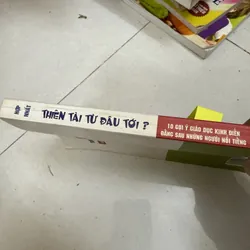 THIÊN TÀI TỪ ĐÂU TỚI ?
10 GỢI Ý GIÁO DỤC KINH ĐIỂN
ĐẰNG SAU NHỮNG NGƯỜI NỔI TIẾNG